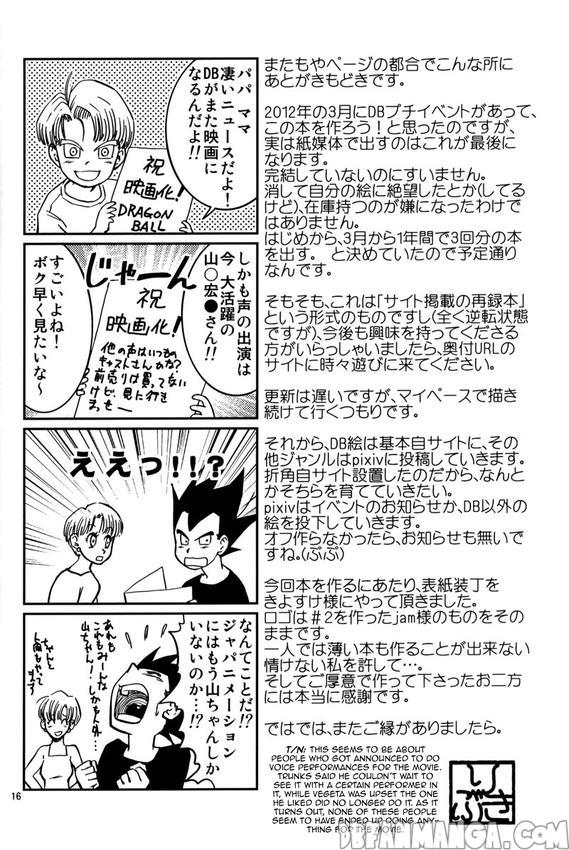 パパ ママ
凄いニュースだよ！
DBがまた映画に
なるんだよ!!
祝
映画化！
DRAGON
BALL
しかも声の出演は
今、大活躍の
山○宏●さん!!
じゃーん
祝
映画化！
他の声はいつもの
キャストさんかな？
前売りは買ってない
けど、見に行き
ますー
すごいよね！
ボク早く見たいな～
ええっ!!?
なんてことだ!?
ジャパニメーション
にはもう山ちゃんしか
いないのか…!?
あれも
これもみーんな
山ちゃん！
16
またもやページの都合でこんな所に
あとがきもどきです。
2012年の3月にDBプチイベントがあって、
この本を作ろう！と思ったのですが、
実は紙媒体で出すのはこれが最後に
なります。
完結していないのにすいません。
消して自分の絵に絶望したとか(してる
けど)、在庫持つのが嫌になったわけで
はありません。
はじめから、3月から1年間で3回分の本
を出す。 と決めていたので予定通り
なんです。
そもそも、これは「サイト掲載の再録本」
という形式のものですし(全く逆転状態
ですが)、今後も興味を持ってくださる
方がいらっしゃいましたら、奥付URLの
サイトに時々遊びに来てください。
更新は遅いですが、マイペースで描き
続けて行くつもりです。
それから、DB絵は基本自サイトに、その
他ジャンルはpixivに投稿していきます。
折角自サイト設置したのだから、なんと
かそちらを育てていきたい。
pixivはイベントのお知らせか、DB以外の
絵を投下していきます。
オフ作らなかったら、お知らせも無いで
すね。(ぷぷ)
今回本を作るにあたり、表紙装丁を
きよすけ様にやって頂きました。
ロゴは＃2を作ったjam様のものをその
ままです。
一人では薄い本も作ることが出来ない
情けない私を許して…。
そしてご厚意で作って下さったお二方
には本当に感謝です。
ではでは、またご縁がありましたら。
T/N: THIS SEEMS TO BE ABOUT
PEOPLE WHO GOT ANNOUNCED TO DO
VOICE PERFORMANCES FOR THE MOVIE.
TRUNKS SAID HE COULDN'T WAIT TO
SEE IT WITH A CERTAIN PERFORMER IN
IT, WHILE VEGETA WAS UPSET THE ONE
HE LIKED DID NO LONGER DO IT. AS IT
TURNS OUT, NONE OF THESE PEOPLE
SEEM TO HAVE ENDED UP DOING ANY-
THING FOR THE MOVIE.
DBFANMANGA.COM